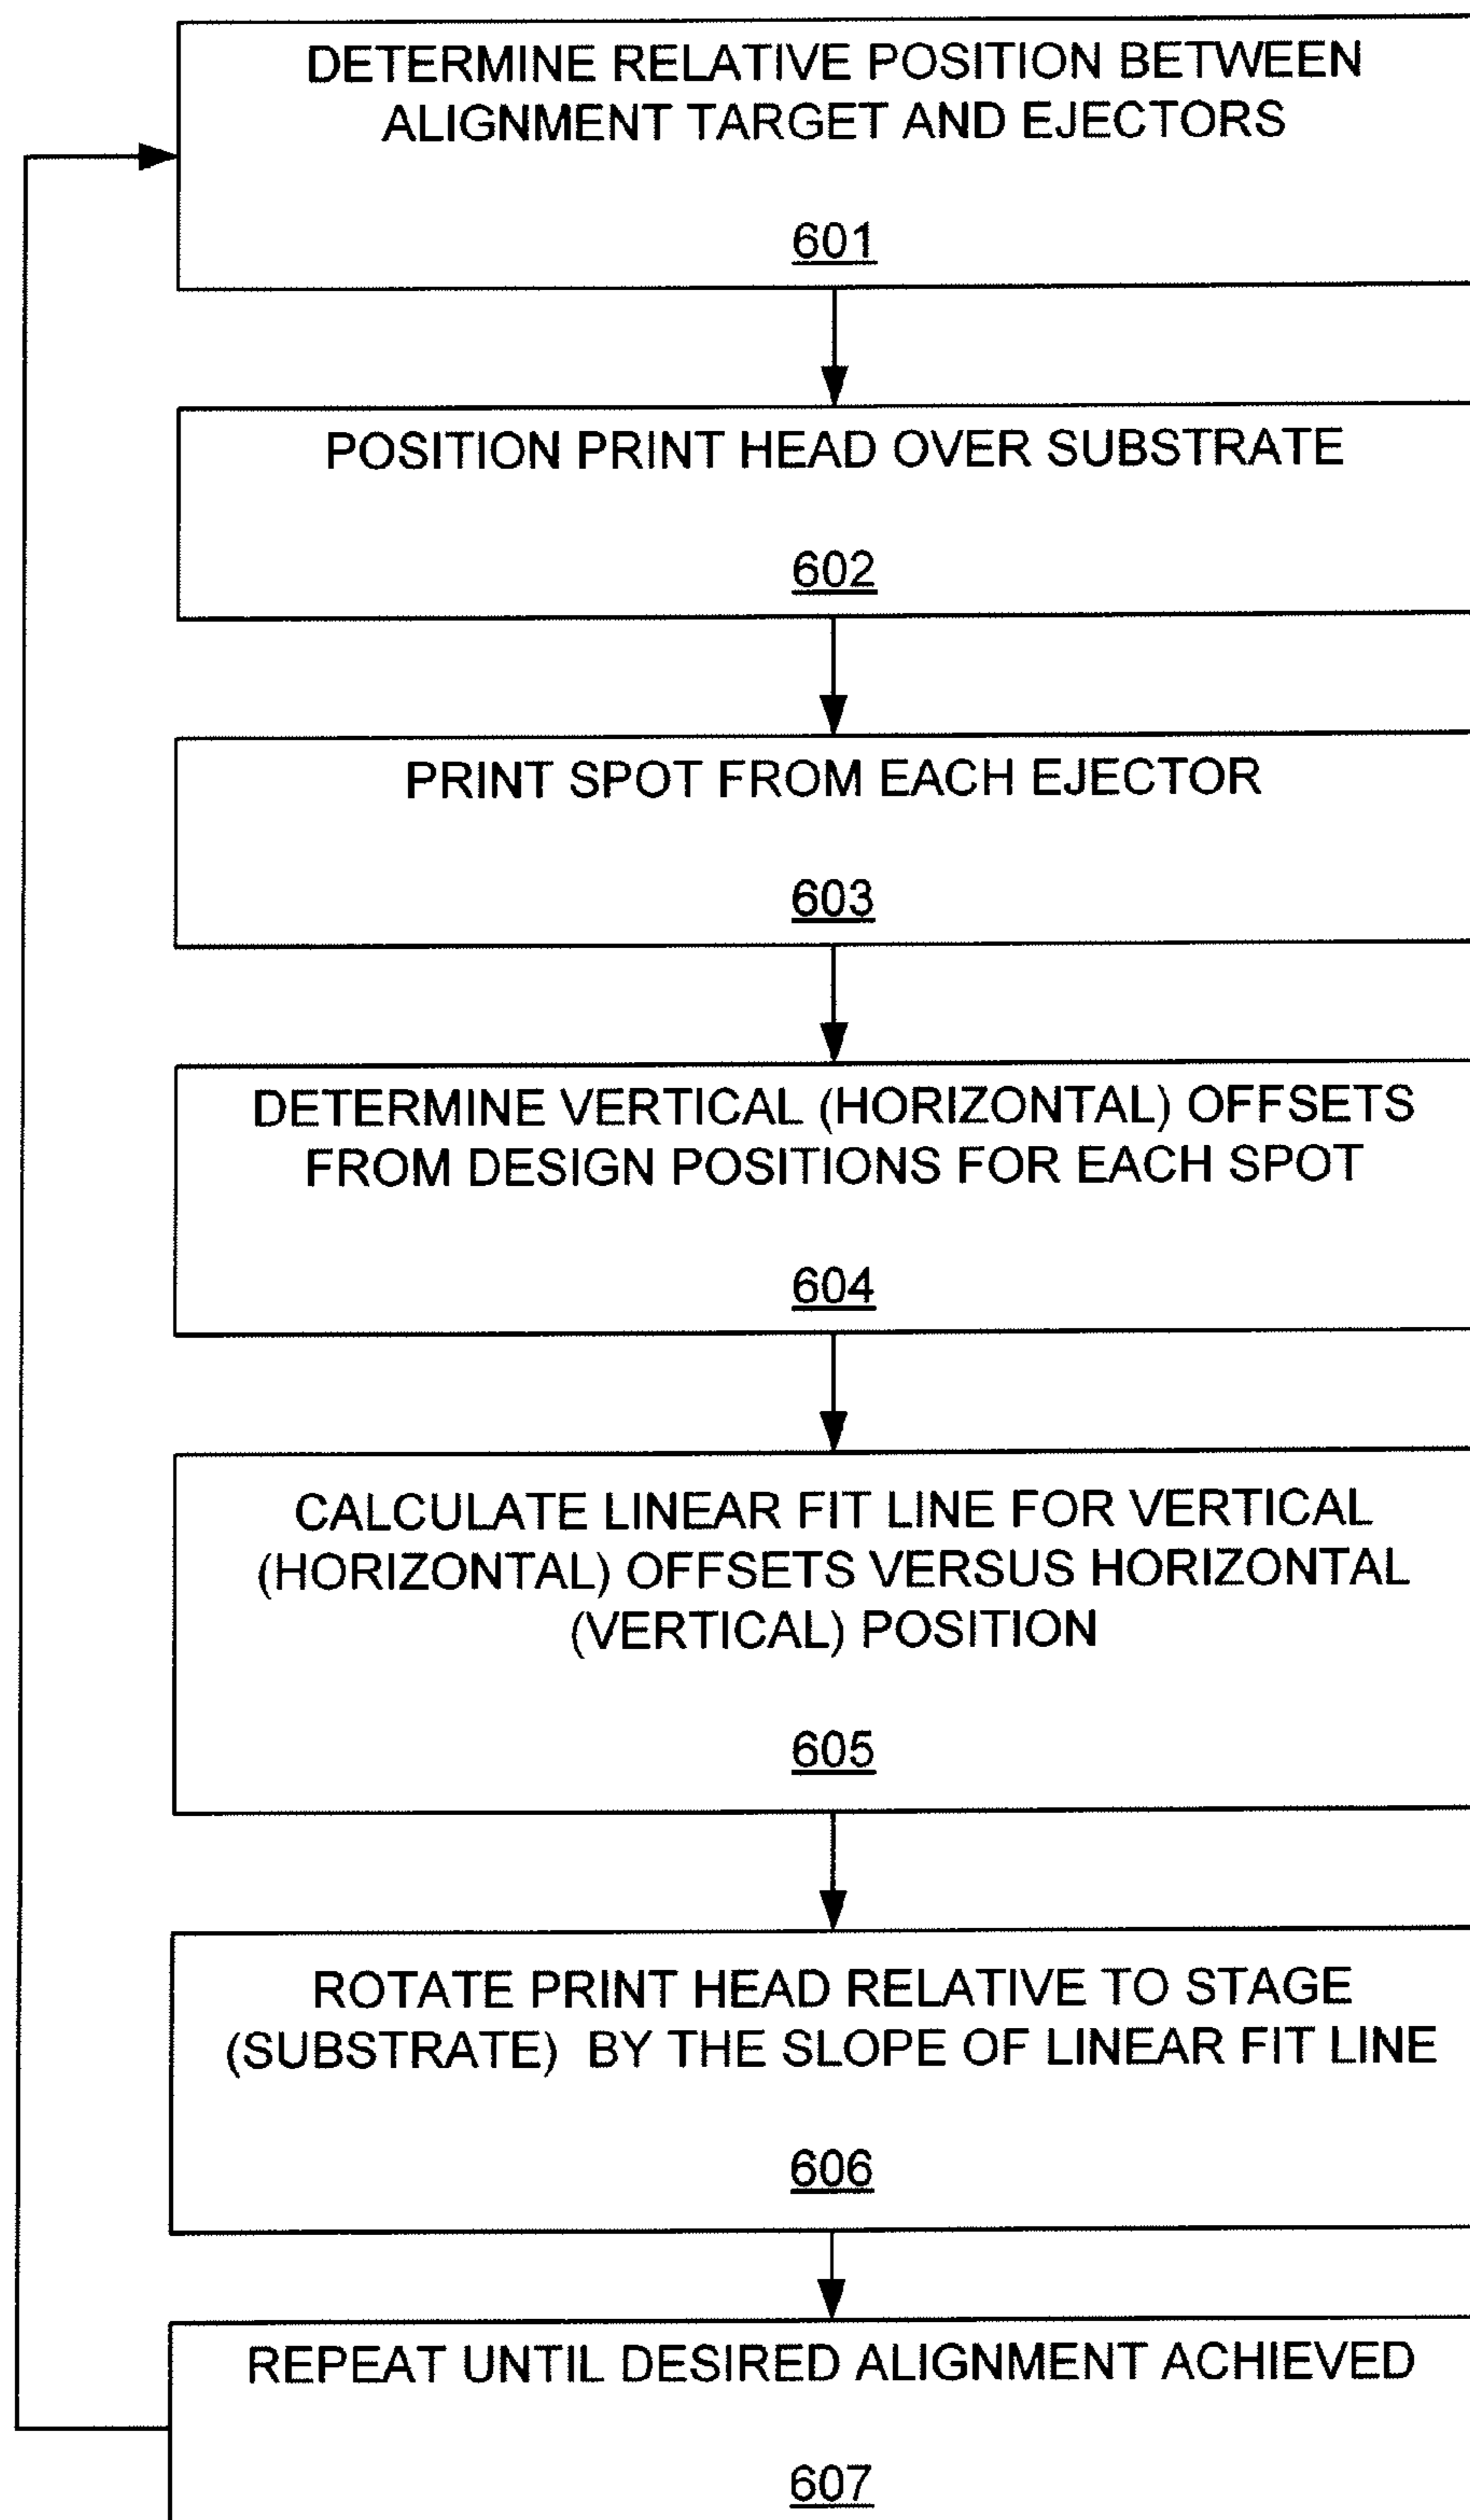 DETERMINE RELATIVE POSITION BETWEEN
ALIGNMENT TARGET AND EJECTORS
601
POSITION PRINT HEAD OVER SUBSTRATE
602
PRINT SPOT FROM EACH EJECTOR
603
DETERMINE VERTICAL (HORIZONTAL) OFFSETS
FROM DESIGN POSITIONS FOR EACH SPOT
604
CALCULATE LINEAR FIT LINE FOR VERTICAL
(HORIZONTAL) OFFSETS VERSUS HORIZONTAL
(VERTICAL) POSITION
605
ROTATE PRINT HEAD RELATIVE TO STAGE
(SUBSTRATE) BY THE SLOPE OF LINEAR FIT LINE
606
REPEAT UNTIL DESIRED ALIGNMENT ACHIEVED
607